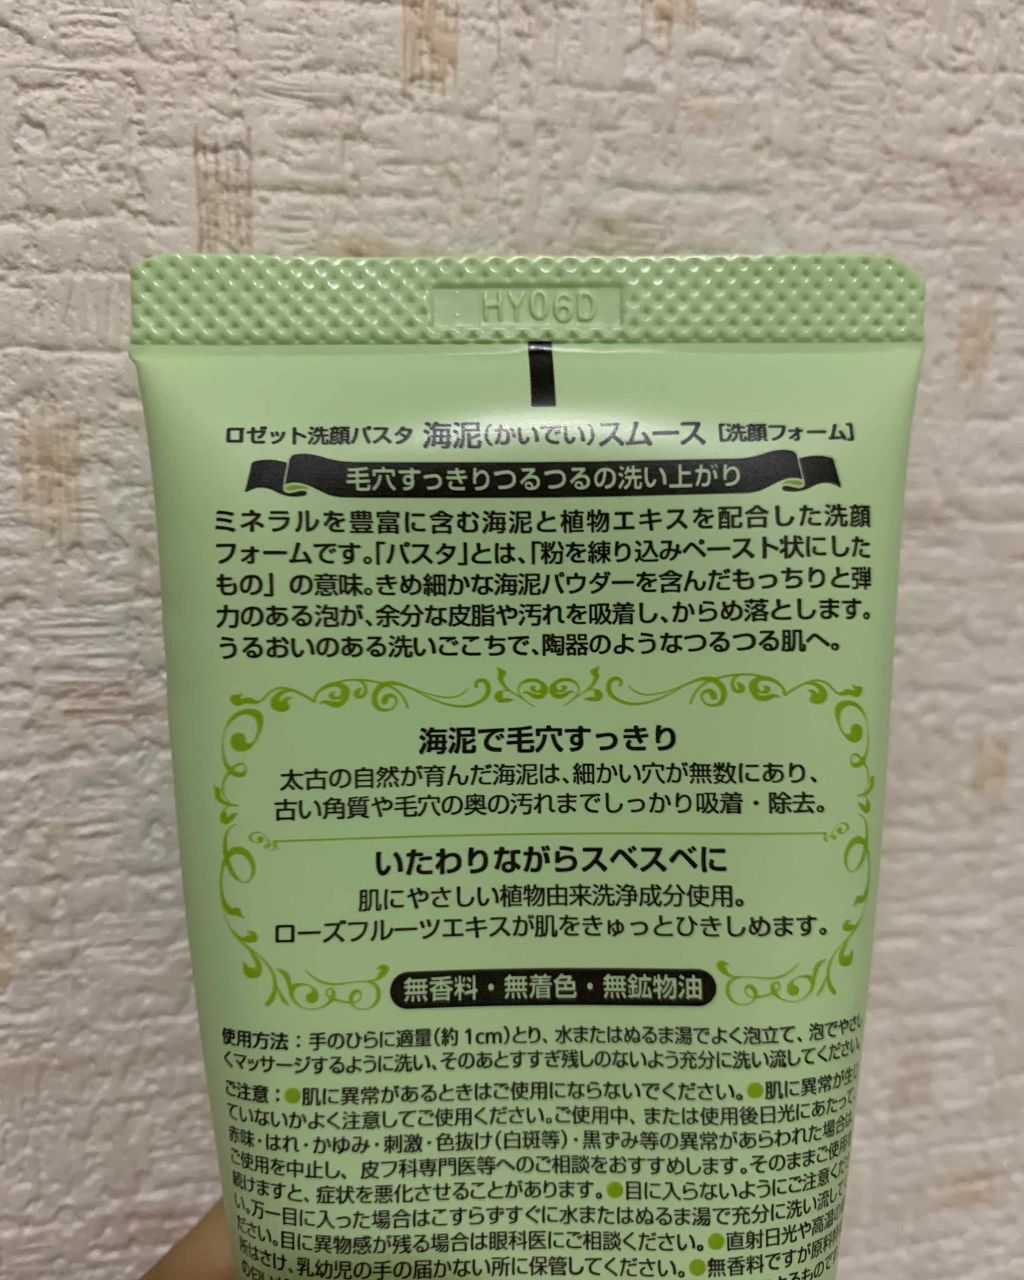 HY06D
ロゼット洗顔パスタ 海泥(かいでい)スムース [洗顔フォーム]
毛穴すっきりつるつるの洗い上がり
ミネラルを豊富に含む海泥と植物エキスを配合した洗顔
フォームです。「パスタ」とは、「粉を練り込みペースト状にした
もの」の意味。きめ細かな海泥パウダーを含んだもっちりと弾
力のある泡が、余分な皮脂や汚れを吸着し、からめ落とします。
うるおいのある洗いごこちで、陶器のようなつるつる肌へ。
海泥で毛穴すっきり
太古の自然が育んだ海泥は、細かい穴が無数にあり、
古い角質や毛穴の奥の汚れまでしっかり吸着・除去。
いたわりながらスベスベに
肌にやさしい植物由来洗浄成分使用。
ローズフルーツエキスが肌をきゅっとひきしめます。
無香料・無着色・無鉱物油
使用方法：手のひらに適量(約1cm)とり、水またはぬるま湯でよく泡立て、泡でやさし
くマッサージするように洗い、そのあとすすぎ残しのないよう充分に洗い流してください。
ご注意：●肌に異常があるときはご使用にならないでください。●肌に異常が生じ
ていないかよく注意してご使用ください。ご使用中、または使用後日光にあたって、
赤味・はれ・かゆみ・刺激・色抜け(白斑等)・黒ずみ等の異常があらわれた場合は、
ご使用を中止し、皮フ科専門医等へのご相談をおすすめします。そのままご使用を
続けますと、症状を悪化させることがあります。●目に入らないようにご注意くださ
い。万一目に入った場合はこすらずすぐに水またはぬるま湯で充分に洗い流して
ださい。目に異物感が残る場合は眼科医にご相談ください。●直射日光や高温の
所はさけ、乳幼児の手の届かない所に保管してください。●無香料ですが原料